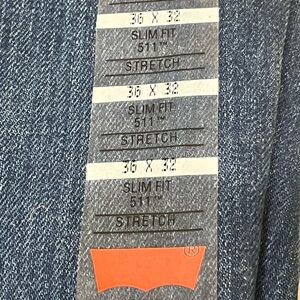 36 X 32
SLIM FIT
511™
STRETCH
36 X 32
SLIM FIT
511™
STRETCH
36 X 32
SLIM FIT
511™
STRETCH
®